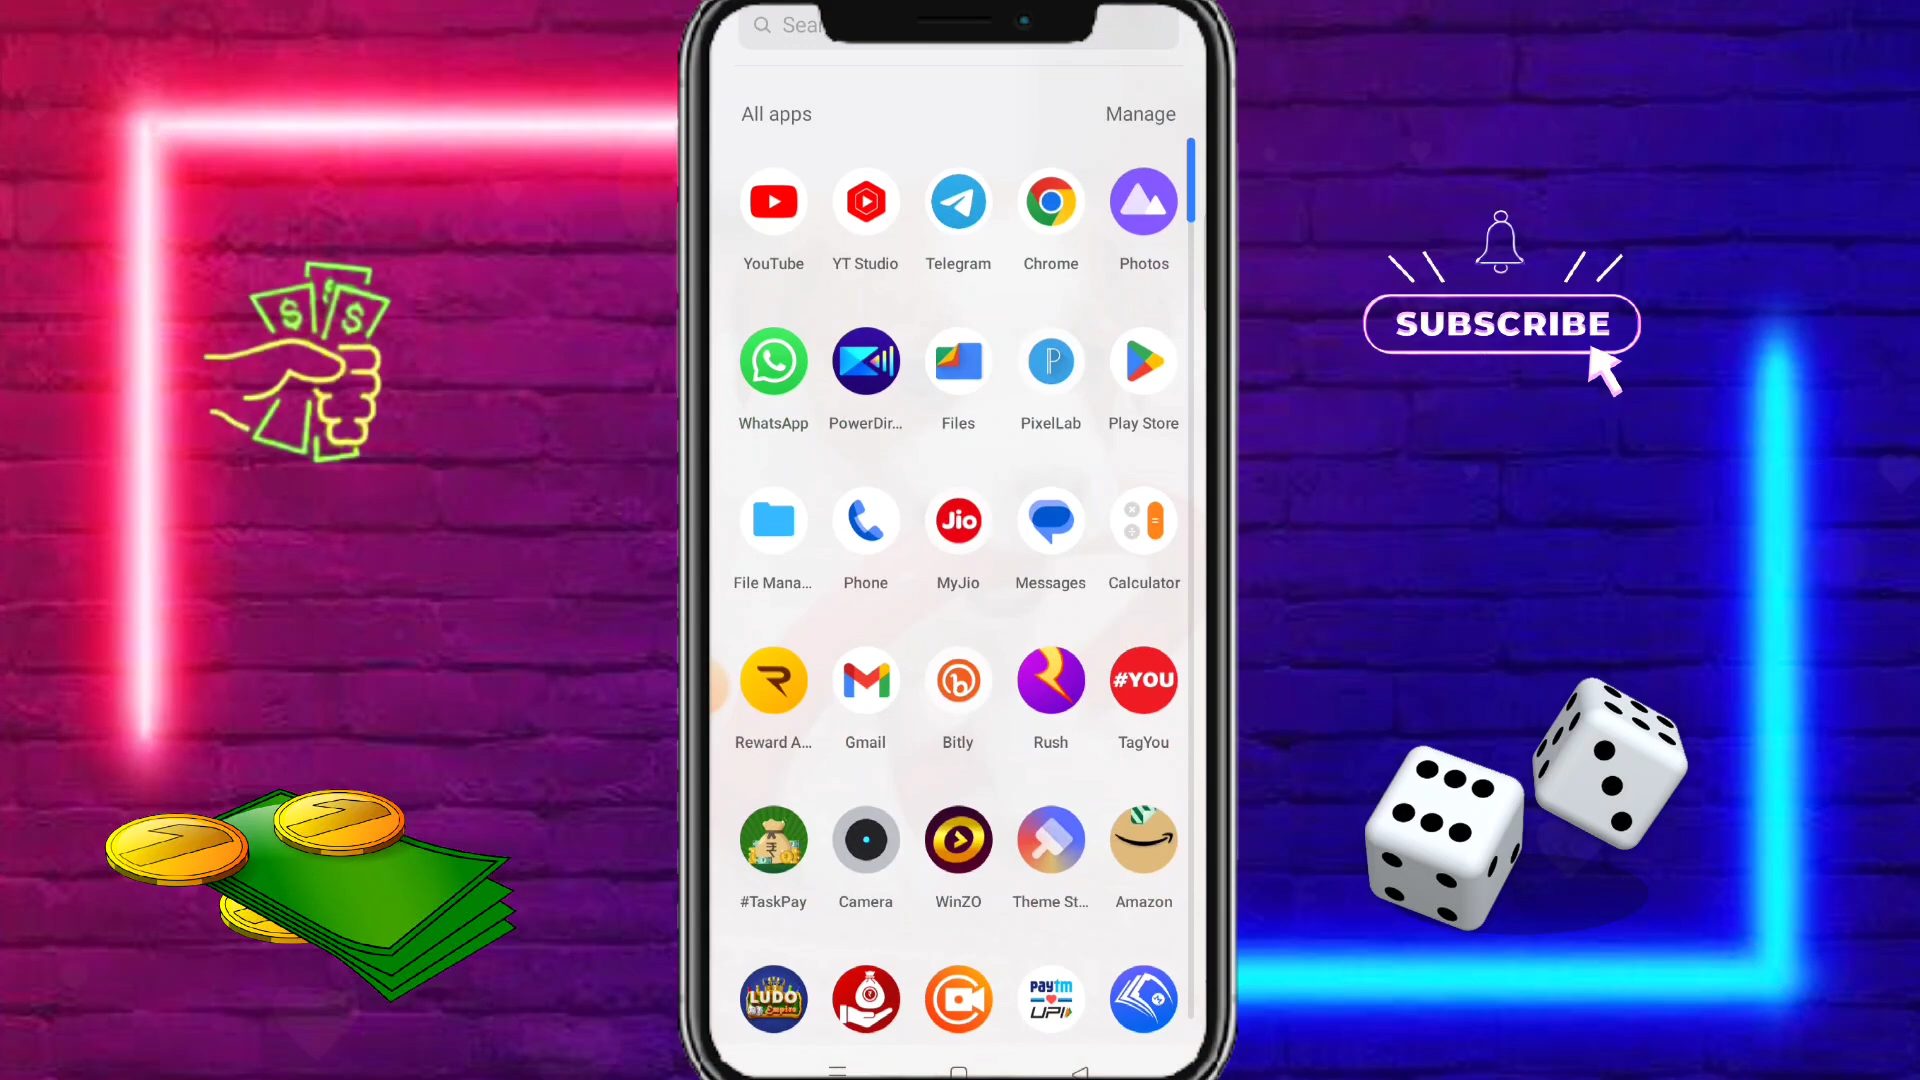 Sear
All apps
Manage
YouTube
YT Studio
Telegram
Chrome
Photos
SUBSCRIBE
WhatsApp
PowerDir...
Files
PixelLab
Play Store
Jio
File Mana...
Phone
MyJio
Messages
Calculator
#YOU
Reward A...
Gmail
Bitly
Rush
TagYou
#TaskPay
Camera
WinZO
Theme St...
Amazon
LUDO
Empire
paytm
UPI